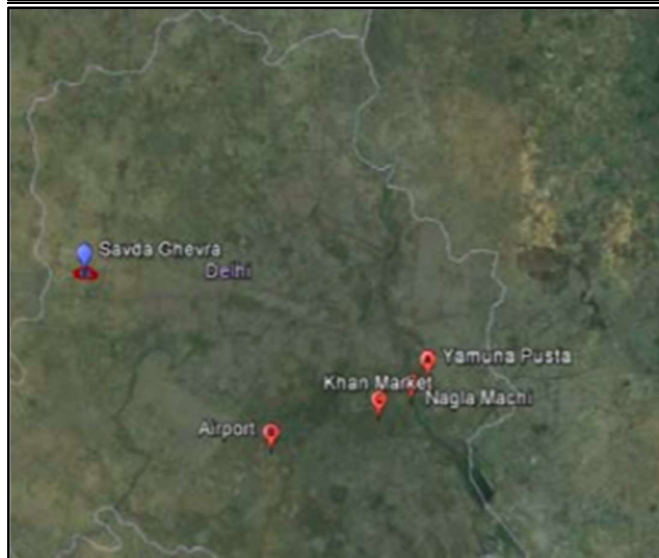 Savda Ghevra
Delhi
Yamuna Pusta
Khan Market
Nagla Machi
Airport